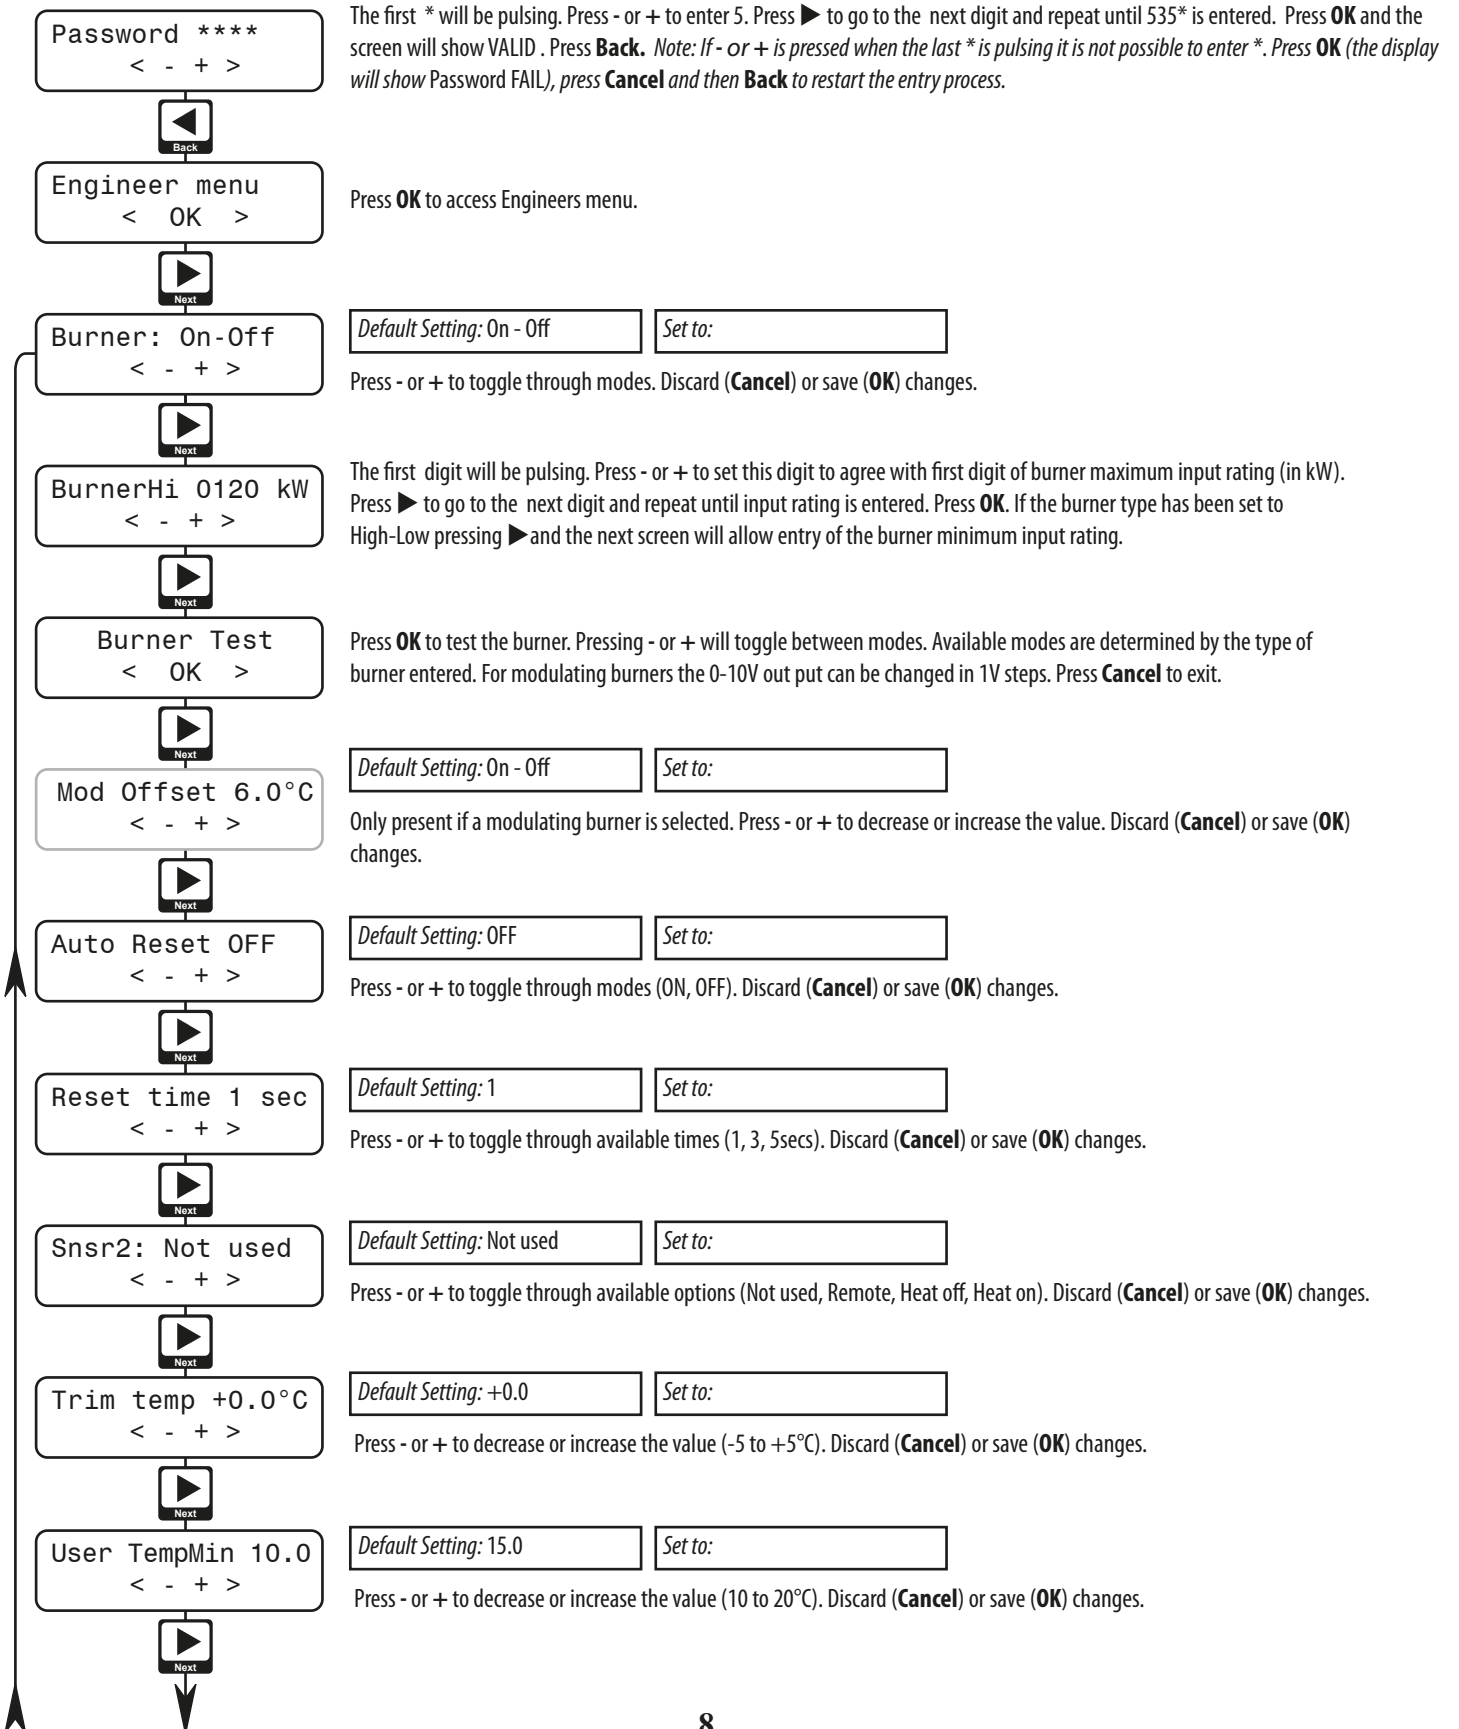 Password ****
< - + >
The first * will be pulsing. Press - or + to enter 5. Press ▶ to go to the next digit and repeat until 535* is entered. Press OK and the
screen will show VALID . Press Back. Note: If - or + is pressed when the last * is pulsing it is not possible to enter *. Press OK (the display
will show Password FAIL), press Cancel and then Back to restart the entry process.
Back
Engineer menu
< OK >
Press OK to access Engineers menu.
Next
Burner: On-Off
< - + >
Default Setting: On - Off
Set to:
Press - or + to toggle through modes. Discard (Cancel) or save (OK) changes.
Next
BurnerHi 0120 kW
< - + >
The first digit will be pulsing. Press - or + to set this digit to agree with first digit of burner maximum input rating (in kW).
Press ▶ to go to the next digit and repeat until input rating is entered. Press OK. If the burner type has been set to
High-Low pressing ▶ and the next screen will allow entry of the burner minimum input rating.
Next
Burner Test
< OK >
Press OK to test the burner. Pressing - or + will toggle between modes. Available modes are determined by the type of
burner entered. For modulating burners the 0-10V out put can be changed in 1V steps. Press Cancel to exit.
Next
Mod Offset 6.0°C
< - + >
Default Setting: On - Off
Set to:
Only present if a modulating burner is selected. Press - or + to decrease or increase the value. Discard (Cancel) or save (OK)
changes.
Next
Auto Reset OFF
< - + >
Default Setting: OFF
Set to:
Press - or + to toggle through modes (ON, OFF). Discard (Cancel) or save (OK) changes.
Next
Reset time 1 sec
< - + >
Default Setting: 1
Set to:
Press - or + to toggle through available times (1, 3, 5secs). Discard (Cancel) or save (OK) changes.
Next
Snsr2: Not used
< - + >
Default Setting: Not used
Set to:
Press - or + to toggle through available options (Not used, Remote, Heat off, Heat on). Discard (Cancel) or save (OK) changes.
Next
Trim temp +0.0°C
< - + >
Default Setting: +0.0
Set to:
Press - or + to decrease or increase the value (-5 to +5°C). Discard (Cancel) or save (OK) changes.
Next
User TempMin 10.0
< - + >
Default Setting: 15.0
Set to:
Press - or + to decrease or increase the value (10 to 20°C). Discard (Cancel) or save (OK) changes.
Next
8